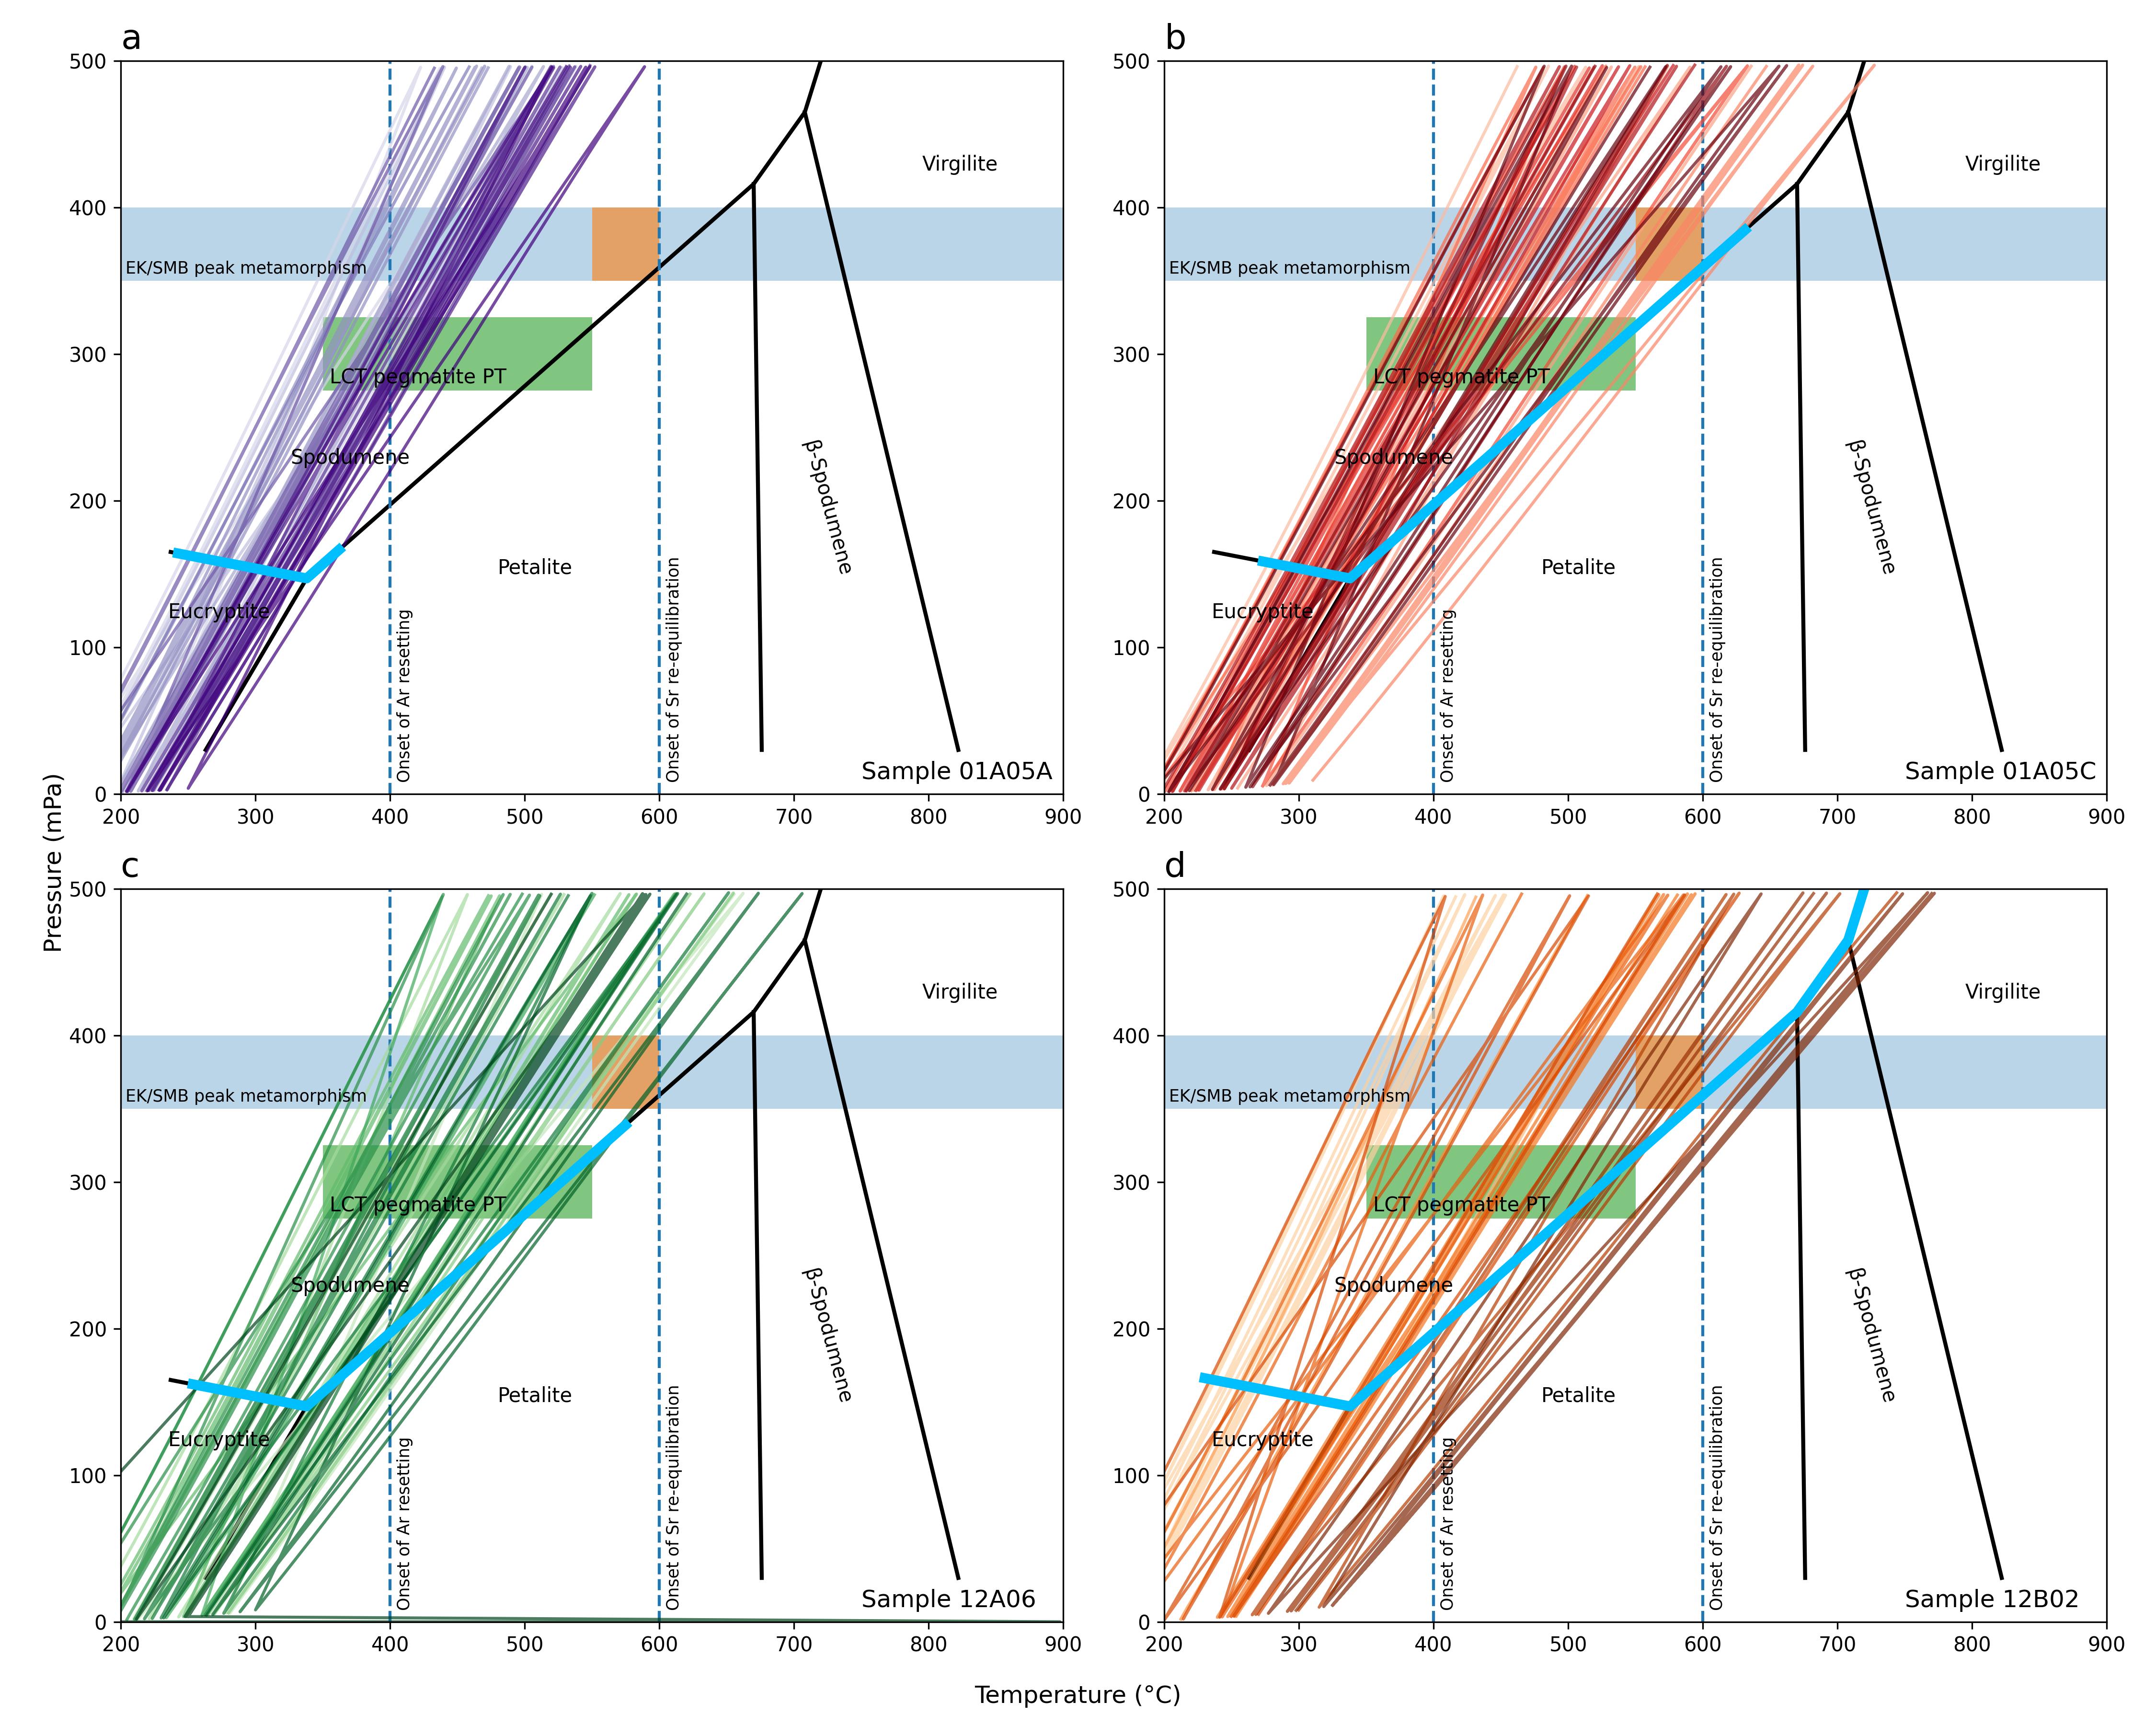 a
b
500
400
300
200
100
0
EK/SMB peak metamorphism
LCT pegmatite PT
Spodumene
Eucryptite
Petalite
Virgilite
β-Spodumene
Onset of Ar resetting
Onset of Sr re-equilibration
Sample 01A05A
200 300 400 500 600 700 800 900
500
400
300
200
100
0
EK/SMB peak metamorphism
LCT pegmatite PT
Spodumene
Eucryptite
Petalite
Virgilite
β-Spodumene
Onset of Ar resetting
Onset of Sr re-equilibration
Sample 01A05C
200 300 400 500 600 700 800 900
Pressure (mPa)
c
d
500
400
300
200
100
0
EK/SMB peak metamorphism
LCT pegmatite PT
Spodumene
Eucryptite
Petalite
Virgilite
β-Spodumene
Onset of Ar resetting
Onset of Sr re-equilibration
Sample 12A06
200 300 400 500 600 700 800 900
500
400
300
200
100
0
EK/SMB peak metamorphism
LCT pegmatite PT
Spodumene
Eucryptite
Petalite
Virgilite
β-Spodumene
Onset of Ar resetting
Onset of Sr re-equilibration
Sample 12B02
200 300 400 500 600 700 800 900
Temperature (°C)